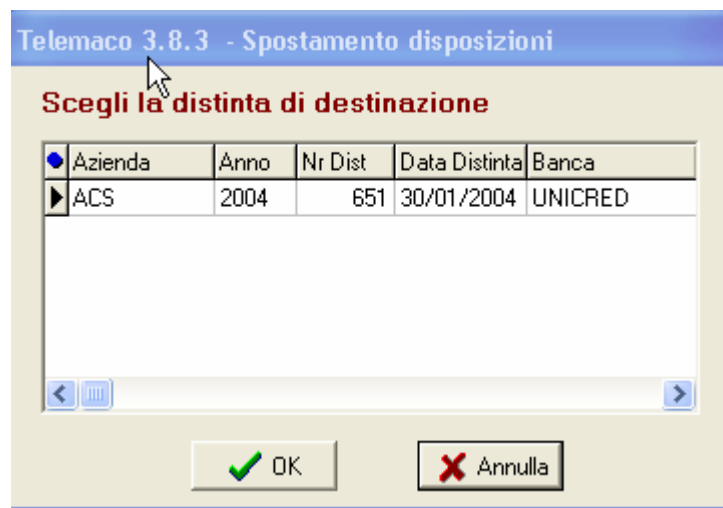 Telemaco 3.8.3 - Spostamento disposizioni
Scegli la distinta di destinazione
Azienda Anno Nr Dist Data Distinta Banca
ACS 2004 651 30/01/2004 UNICRED
OK Annulla